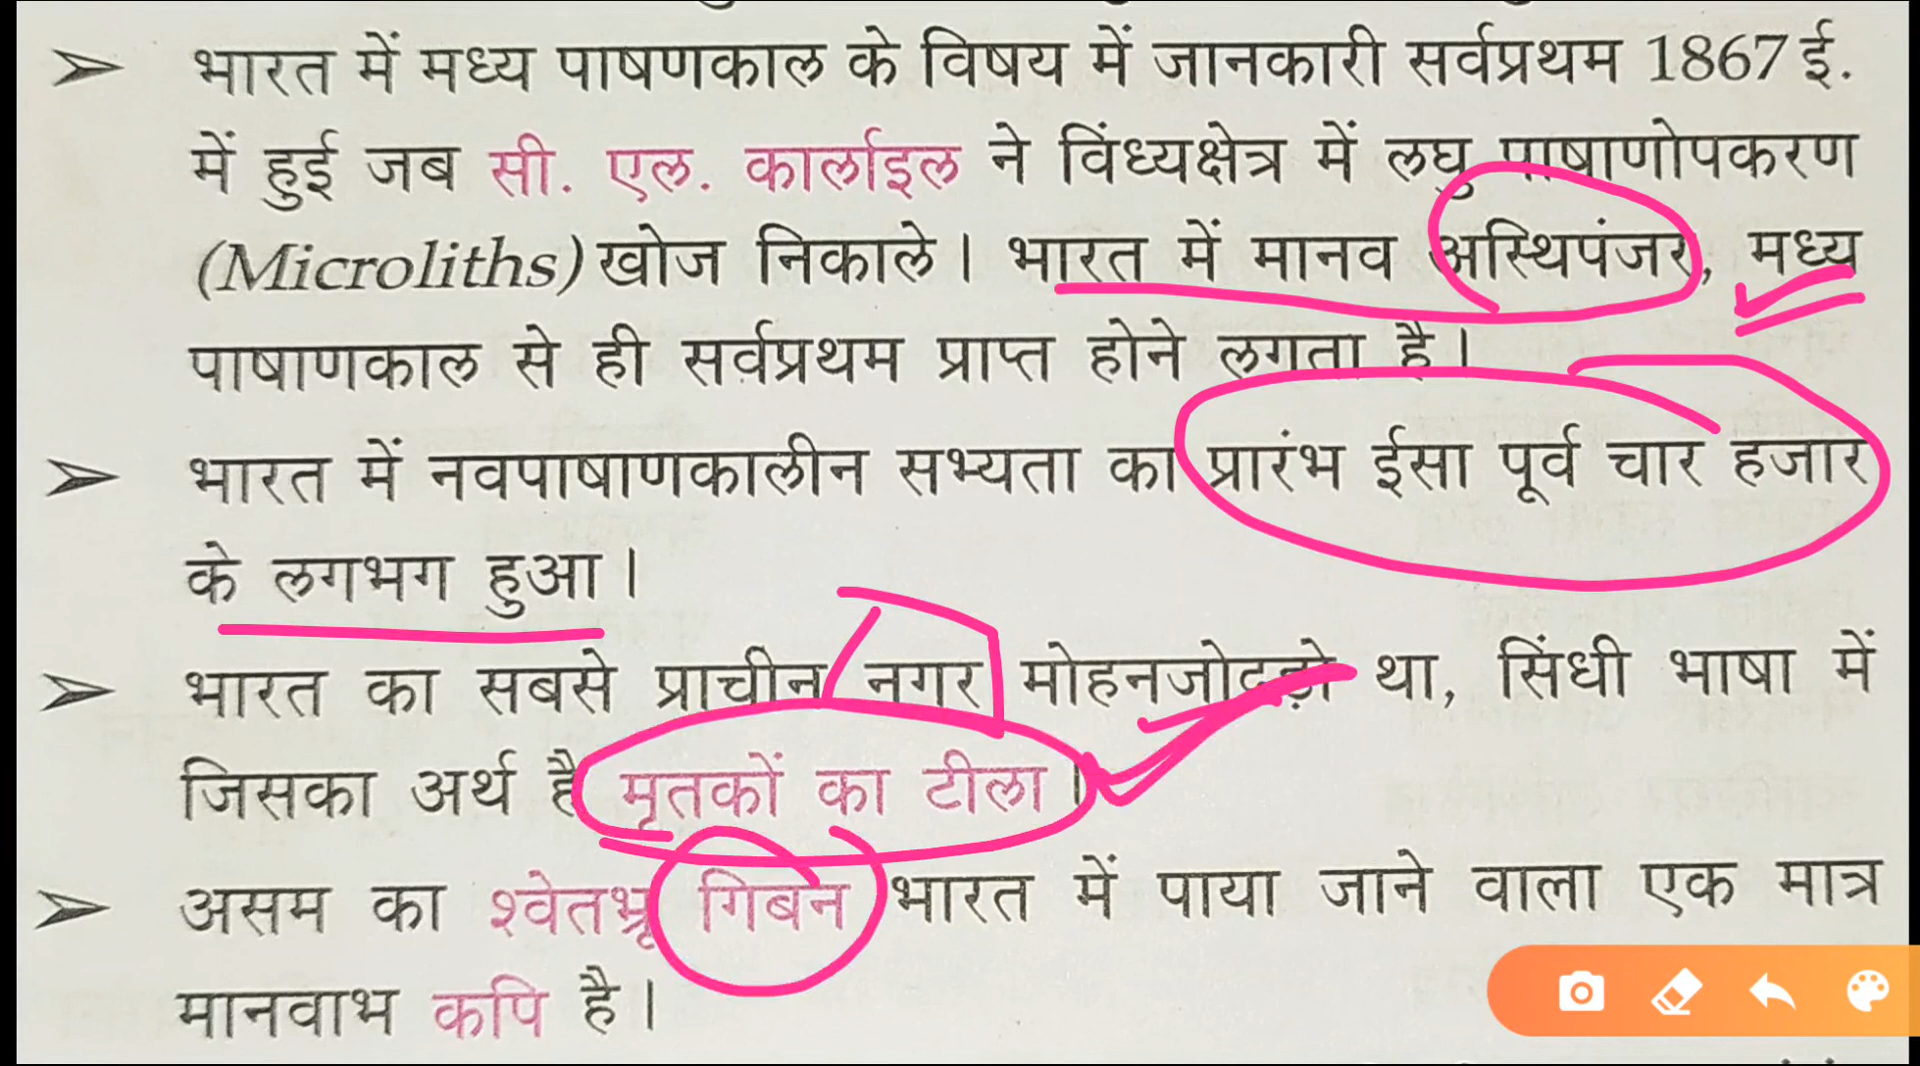 भारत में मध्य पाषणकाल के विषय में जानकारी सर्वप्रथम 1867 ई.
में हुई जब सी. एल. कार्लाइल ने विंध्यक्षेत्र में लघु पाषाणोपकरण
(Microliths) खोज निकाले। भारत में मानव अस्थिपंजर, मध्य
पाषाणकाल से ही सर्वप्रथम प्राप्त होने लगता है।
भारत में नवपाषाणकालीन सभ्यता का प्रारंभ ईसा पूर्व चार हजार
के लगभग हुआ।
भारत का सबसे प्राचीन नगर मोहनजोदड़ो था, सिंधी भाषा में
जिसका अर्थ है मृतकों का टीला।
असम का श्वेतभ्रू गिबन भारत में पाया जाने वाला एक मात्र
मानवाभ कपि है।